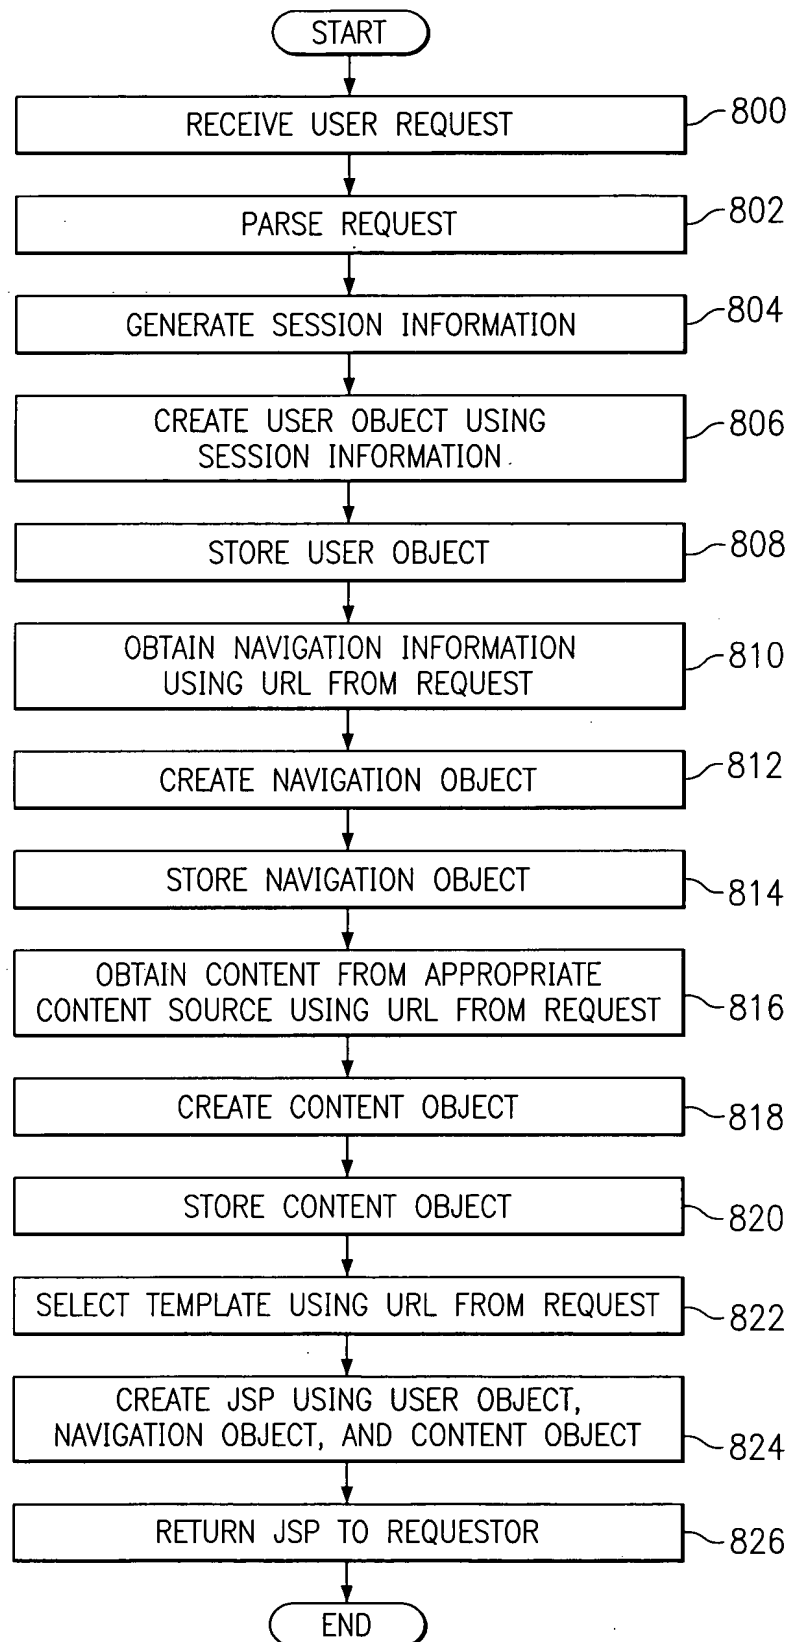 START
RECEIVE USER REQUEST
800
PARSE REQUEST
802
GENERATE SESSION INFORMATION
804
CREATE USER OBJECT USING
SESSION INFORMATION
806
STORE USER OBJECT
808
OBTAIN NAVIGATION INFORMATION
USING URL FROM REQUEST
810
CREATE NAVIGATION OBJECT
812
STORE NAVIGATION OBJECT
814
OBTAIN CONTENT FROM APPROPRIATE
CONTENT SOURCE USING URL FROM REQUEST
816
CREATE CONTENT OBJECT
818
STORE CONTENT OBJECT
820
SELECT TEMPLATE USING URL FROM REQUEST
822
CREATE JSP USING USER OBJECT,
NAVIGATION OBJECT, AND CONTENT OBJECT
824
RETURN JSP TO REQUESTOR
826
END